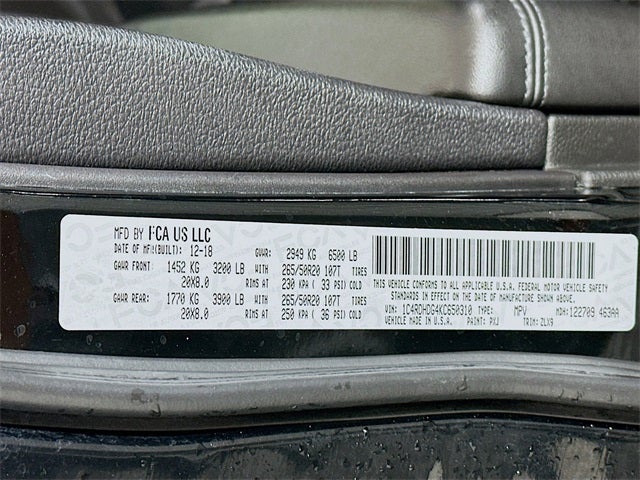 MFD BY FCA US LLC
DATE OF MFR(BUILT): 12-18 GVWR: 2949 KG 6500 LB
GAWR FRONT: 1452 KG 3200 LB WITH 265/50R20 107T TIRES
20X8.0 RIMS AT 230 KPA ( 33 PSI) COLD
GAWR REAR: 1770 KG 3900 LB WITH 265/50R20 107T TIRES
20X8.0 RIMS AT 250 KPA ( 36 PSI) COLD
THIS VEHICLE CONFORMS TO ALL APPLICABLE U.S.A. FEDERAL MOTOR VEHICLE SAFETY
STANDARDS IN EFFECT ON THE DATE OF MANUFACTURE SHOWN ABOVE.
VIN: 1C4RDHDG4KC650310 TYPE: MPV MDH: 122709 463AA
VEHICLE MADE IN U.S.A. PAINT: PXJ TRIM: ZLX9